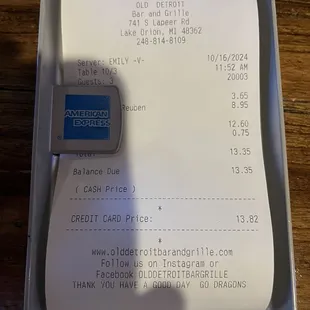 OLD DETROIT
Bar and Grille
741 S Lapeer Rd
Lake Orion, MI 48362
248-814-8109
Server: EMILY -V- 10/16/2024
Table 10/3 11:52 AM
Guests: 3 20003
3.65
Reuben 8.95
12.60
0.75
Total 13.35
Balance Due 13.35
( CASH Price )
CREDIT CARD Price: 13.82
www.olddetroitbarandgrille.com
Follow us on Instagram or
Facebook OLDDETROITBARGRILLE
THANK YOU HAVE A GOOD DAY GO DRAGONS
AMERICAN
EXPRESS